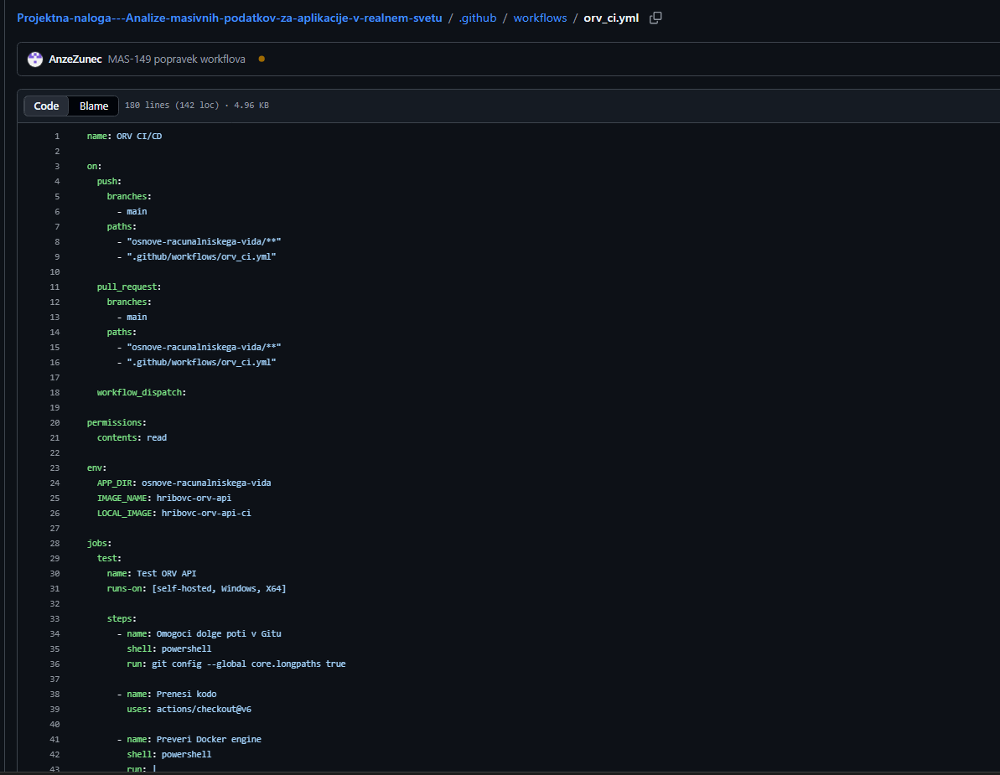 Projektna-naloga---Analize-masivnih-podatkov-za-aplikacije-v-realnem-svetu / .github / workflows / orv_ci.yml
AnzeZunec MAS-149 popravek workflova
Code Blame 180 lines (142 loc) · 4.96 KB
1 name: ORV CI/CD
2
3 on:
4 push:
5 branches:
6 - main
7 paths:
8 - "osnove-racunalniskega-vida/**"
9 - ".github/workflows/orv_ci.yml"
10
11 pull_request:
12 branches:
13 - main
14 paths:
15 - "osnove-racunalniskega-vida/**"
16 - ".github/workflows/orv_ci.yml"
17
18 workflow_dispatch:
19
20 permissions:
21 contents: read
22
23 env:
24 APP_DIR: osnove-racunalniskega-vida
25 IMAGE_NAME: hribovc-orv-api
26 LOCAL_IMAGE: hribovc-orv-api-ci
27
28 jobs:
29 test:
30 name: Test ORV API
31 runs-on: [self-hosted, Windows, X64]
32
33 steps:
34 - name: Omogoci dolge poti v Gitu
35 shell: powershell
36 run: git config --global core.longpaths true
37
38 - name: Prenesi kodo
39 uses: actions/checkout@v6
40
41 - name: Preveri Docker engine
42 shell: powershell
43 run: |